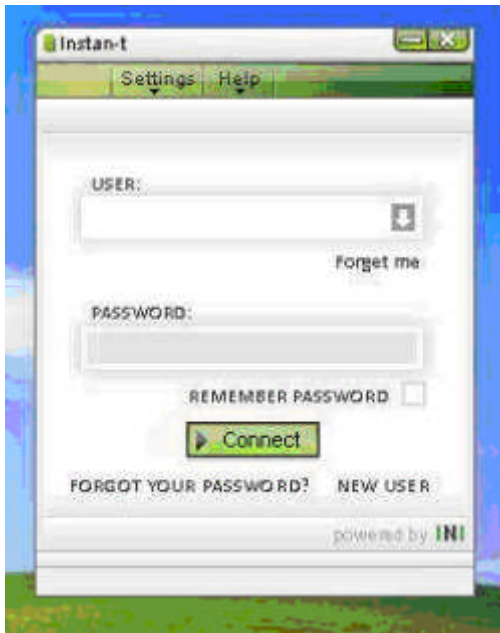 Instan-t
Settings Help
USER:
Forget me
PASSWORD:
REMEMBER PASSWORD
Connect
FORGOT YOUR PASSWORD? NEW USER
powered by INI